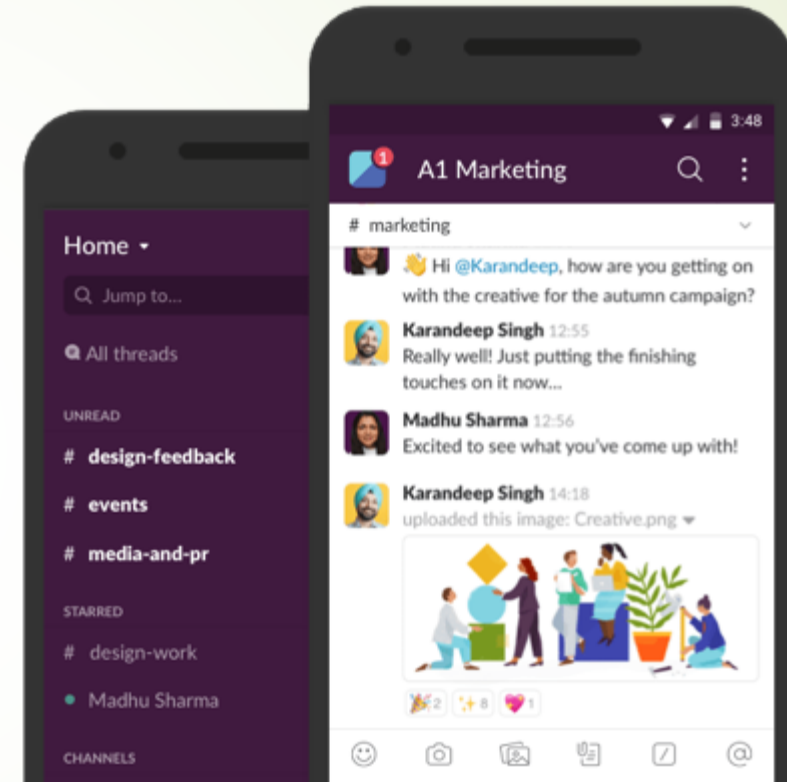 Home
Jump to...
All threads
UNREAD
# design-feedback
# events
# media-and-pr
STARRED
# design-work
Madhu Sharma
CHANNELS
3:48
1
A1 Marketing
# marketing
Hi @Karandeep, how are you getting on
with the creative for the autumn campaign?
Karandeep Singh 12:55
Really well! Just putting the finishing
touches on it now...
Madhu Sharma 12:56
Excited to see what you've come up with!
Karandeep Singh 14:18
uploaded this image: Creative.png
2 8 1